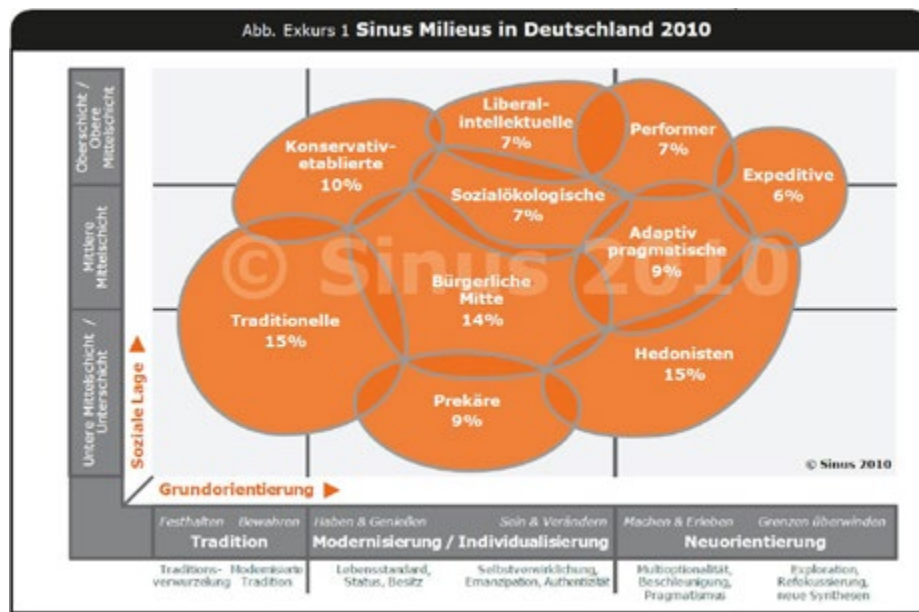 Abb. Exkurs 1 Sinus Milieus in Deutschland 2010
Oberschicht /
Obere
Mittelschicht
Mittlere
Mittelschicht
Untere Mittelschicht /
Unterschicht
Soziale Lage
Konservativ-
etablierte
10%
Liberal-
intellektuelle
7%
Performer
7%
Expeditive
6%
Sozialökologische
7%
Adaptiv
pragmatische
9%
Bürgerliche
Mitte
14%
Traditionelle
15%
Hedonisten
15%
Prekäre
9%
© Sinus 2010
© Sinus 2010
Grundorientierung
Festhalten Bewahren Haben & Genießen Sein & Verändern Machen & Erleben Grenzen überwinden
Tradition Modernisierung / Individualisierung Neuorientierung
Traditions-
verwurzelung
Modernisierte
Tradition
Lebensstandard,
Status, Besitz
Selbstverwirklichung,
Emanzipation, Authentizität
Multioptionalität,
Beschleunigung,
Pragmatismus
Exploration,
Refokussierung,
neue Synthesen